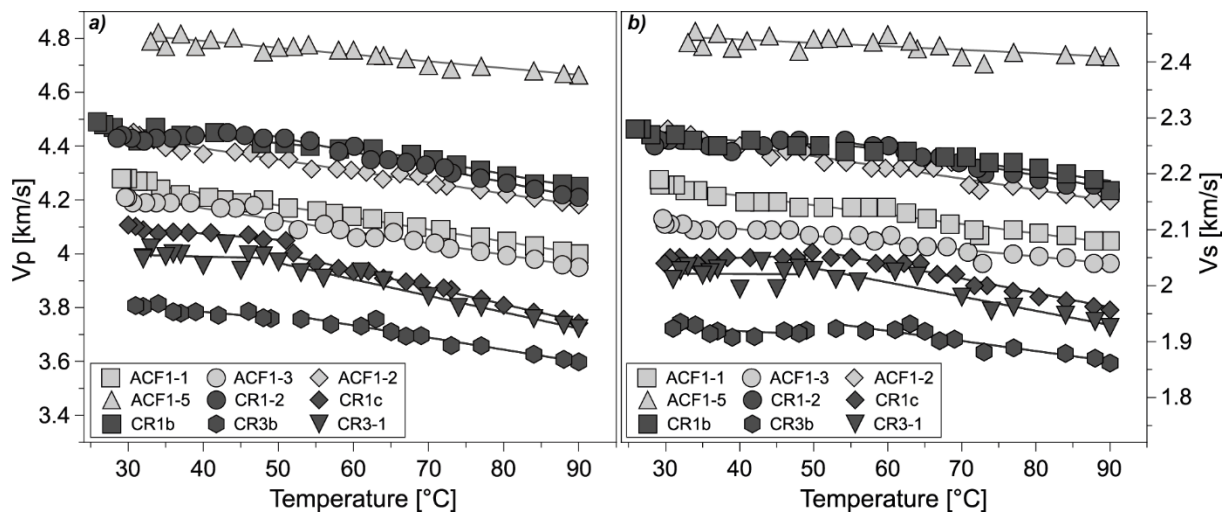 a)
Vp [km/s]
4.8
4.6
4.4
4.2
4
3.8
3.6
3.4
ACF1-1 ACF1-3 ACF1-2
ACF1-5 CR1-2 CR1c
CR1b CR3b CR3-1
30 40 50 60 70 80 90
Temperature [°C]
b)
2.4
2.3
2.2
2.1
2
1.9
1.8
Vs [km/s]
ACF1-1 ACF1-3 ACF1-2
ACF1-5 CR1-2 CR1c
CR1b CR3b CR3-1
30 40 50 60 70 80 90
Temperature [°C]